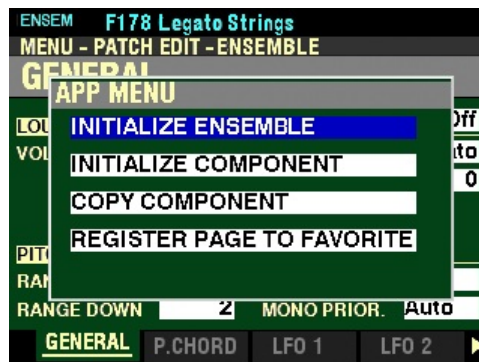 ENSEM F178 Legato Strings
MENU - PATCH EDIT - ENSEMBLE
GENERAL
APP MENU
INITIALIZE ENSEMBLE
INITIALIZE COMPONENT
COPY COMPONENT
REGISTER PAGE TO FAVORITE
RANGE DOWN 2 MONO PRIOR. Auto
GENERAL P.CHORD LFO 1 LFO 2